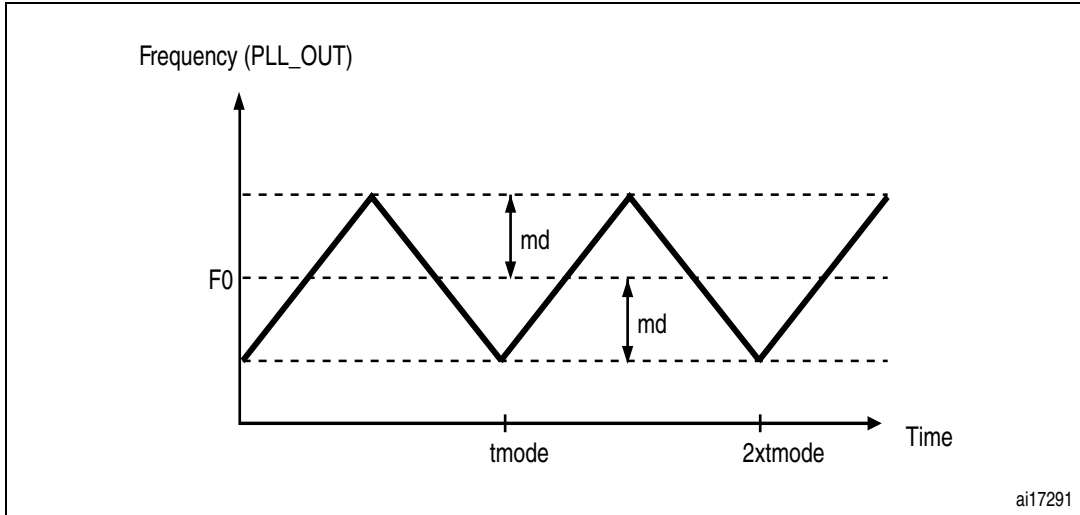 Frequency (PLL_OUT)
md
F0
md
tmode
2xtmode
Time
ai17291